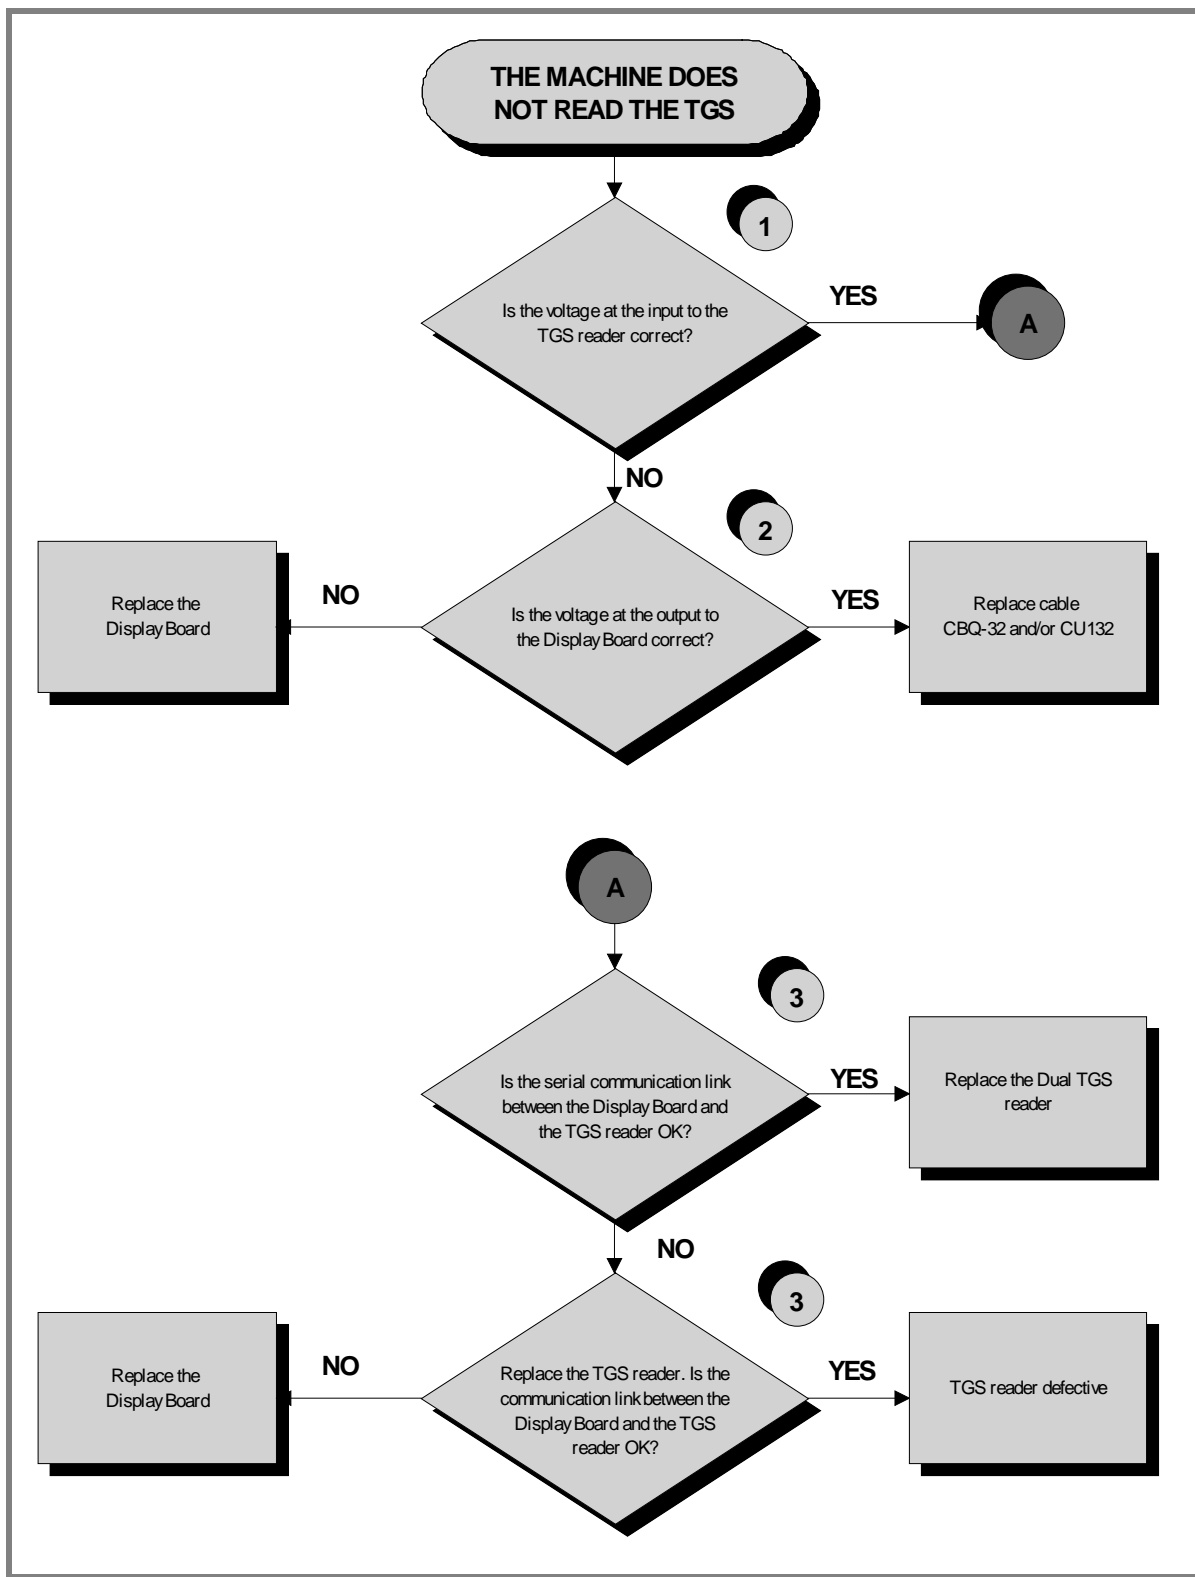 THE MACHINE DOES
NOT READ THE TGS
1
Is the voltage at the input to the
TGS reader correct?
YES
A
NO
2
Replace the
Display Board
NO
Is the voltage at the output to
the Display Board correct?
YES
Replace cable
CBQ-32 and/or CU132
A
3
Is the serial communication link
between the Display Board and
the TGS reader OK?
YES
Replace the Dual TGS
reader
NO
3
Replace the
Display Board
NO
Replace the TGS reader. Is the
communication link between the
Display Board and the TGS
reader OK?
YES
TGS reader defective